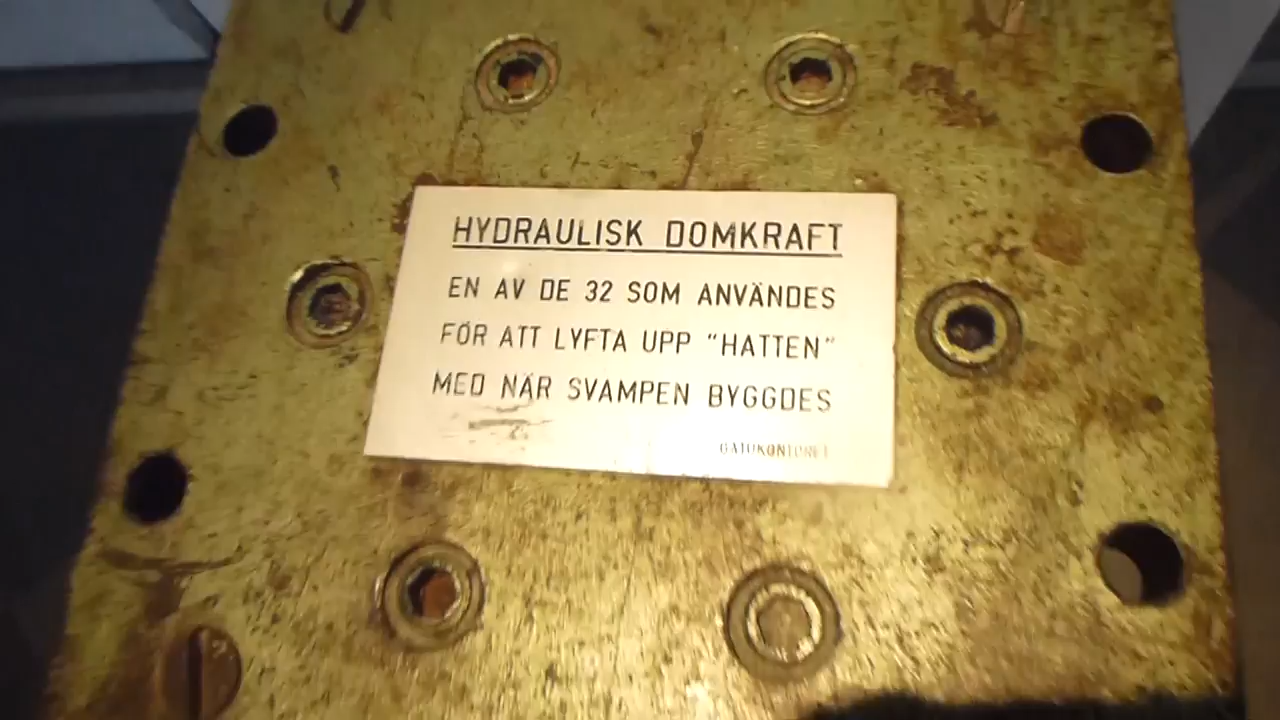 HYDRAULISK DOMKRAFT
EN AV DE 32 SOM ANVÄNDES
FÖR ATT LYFTA UPP "HATTEN"
MED NÄR SVAMPEN BYGGDES
GATUKONTORET